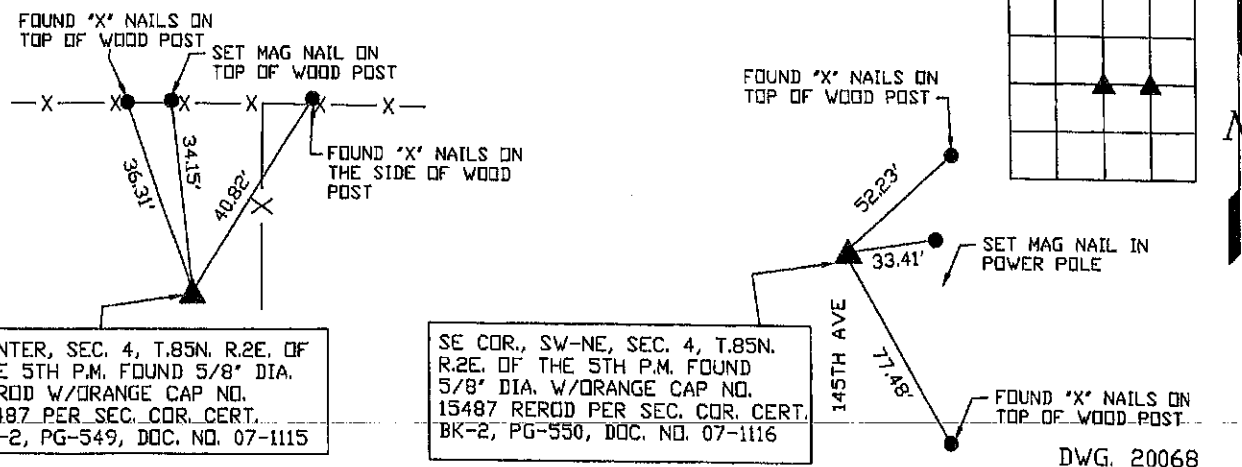 FOUND "X" NAILS ON
TOP OF WOOD POST
SET MAG NAIL ON
TOP OF WOOD POST
X X X X X X
36.31'
34.15'
40.82'
X
FOUND "X" NAILS ON
THE SIDE OF WOOD
POST
NTER, SEC. 4, T.85N. R.2E. OF
E 5TH P.M. FOUND 5/8" DIA.
ROD W/ORANGE CAP NO.
487 PER SEC. COR. CERT.
-2, PG-549, DOC. NO. 07-1115
FOUND "X" NAILS ON
TOP OF WOOD POST
52.23'
33.41'
SET MAG NAIL IN
POWER POLE
145TH AVE
77.48'
SE COR., SW-NE, SEC. 4, T.85N.
R.2E. OF THE 5TH P.M. FOUND
5/8" DIA. W/ORANGE CAP NO.
15487 REROD PER SEC. COR. CERT.
BK-2, PG-550, DOC. NO. 07-1116
FOUND "X" NAILS ON
TOP OF WOOD POST
DWG. 20068